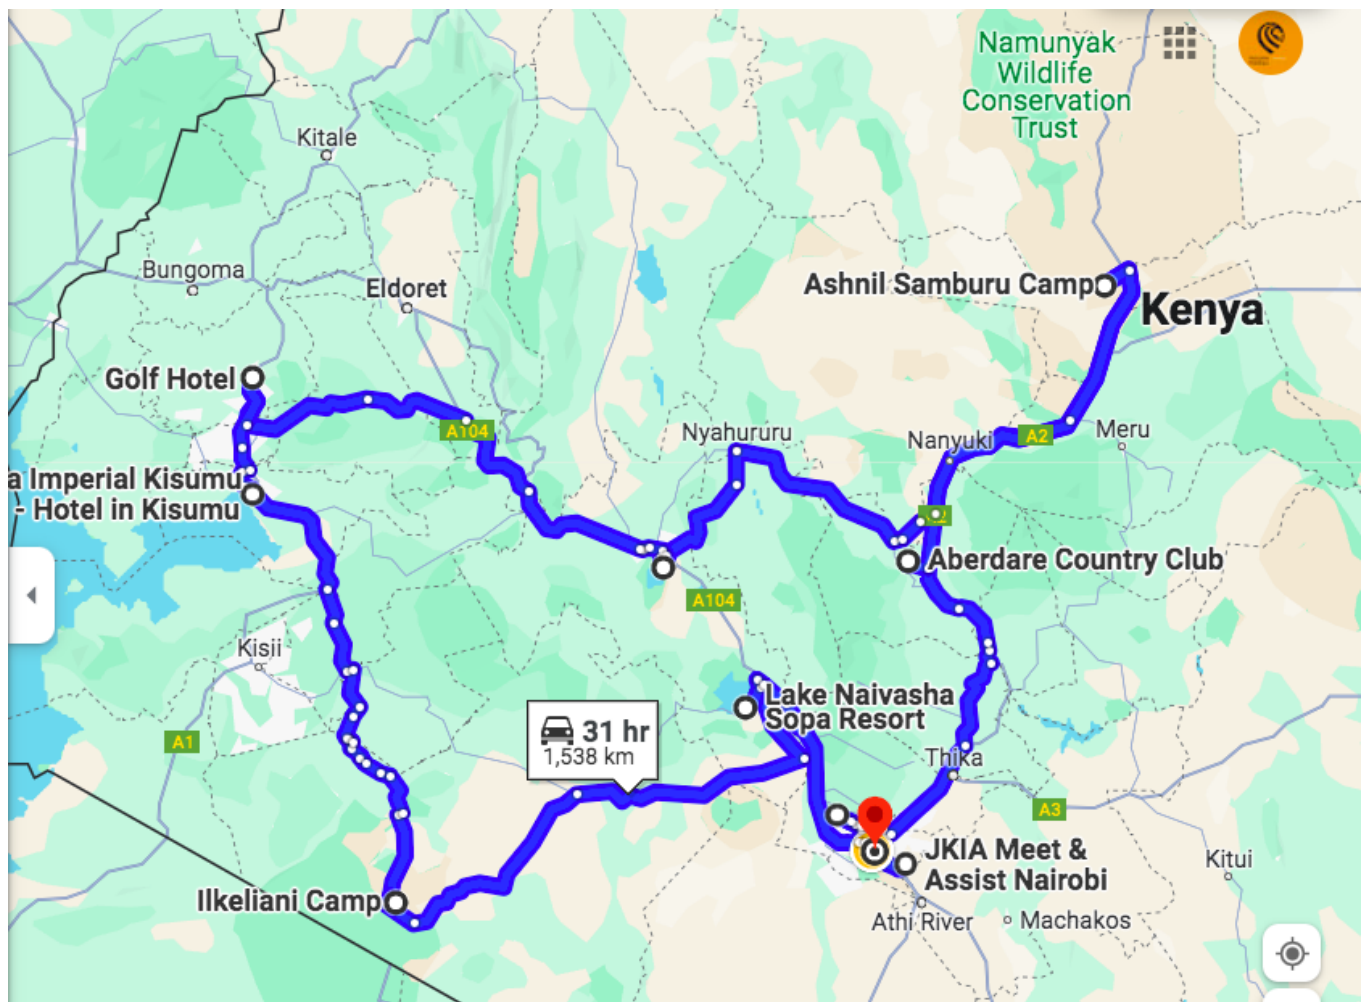 Namunyak
Wildlife
Conservation
Trust
Kitale
Bungoma
Eldoret
Ashnil Samburu Camp
Kenya
Golf Hotel
A104
Nyahururu
Nanyuki
A2
Meru
a Imperial Kisumu
- Hotel in Kisumu
Aberdare Country Club
A104
Kisii
Lake Naivasha
Sopa Resort
31 hr
1,538 km
A1
Thika
A3
JKIA Meet &
Assist Nairobi
Kitui
Ilkeliani Camp
Athi River
Machakos